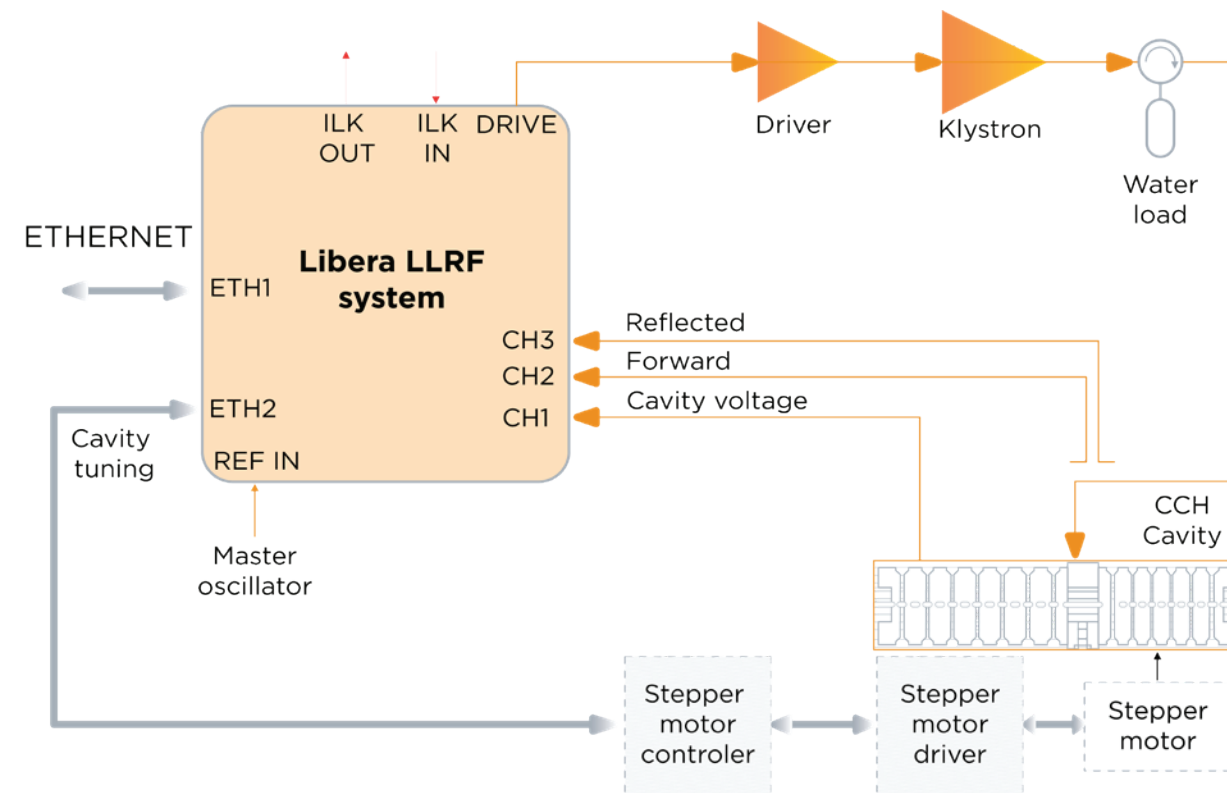 ILK
OUT
ILK
IN
DRIVE
Driver
Klystron
Water
load
ETHERNET
Libera LLRF
system
ETH1
Reflected
CH3
Forward
CH2
Cavity voltage
CH1
ETH2
Cavity
tuning
REF IN
CCH
Cavity
Master
oscillator
Stepper
motor
controler
Stepper
motor
driver
Stepper
motor